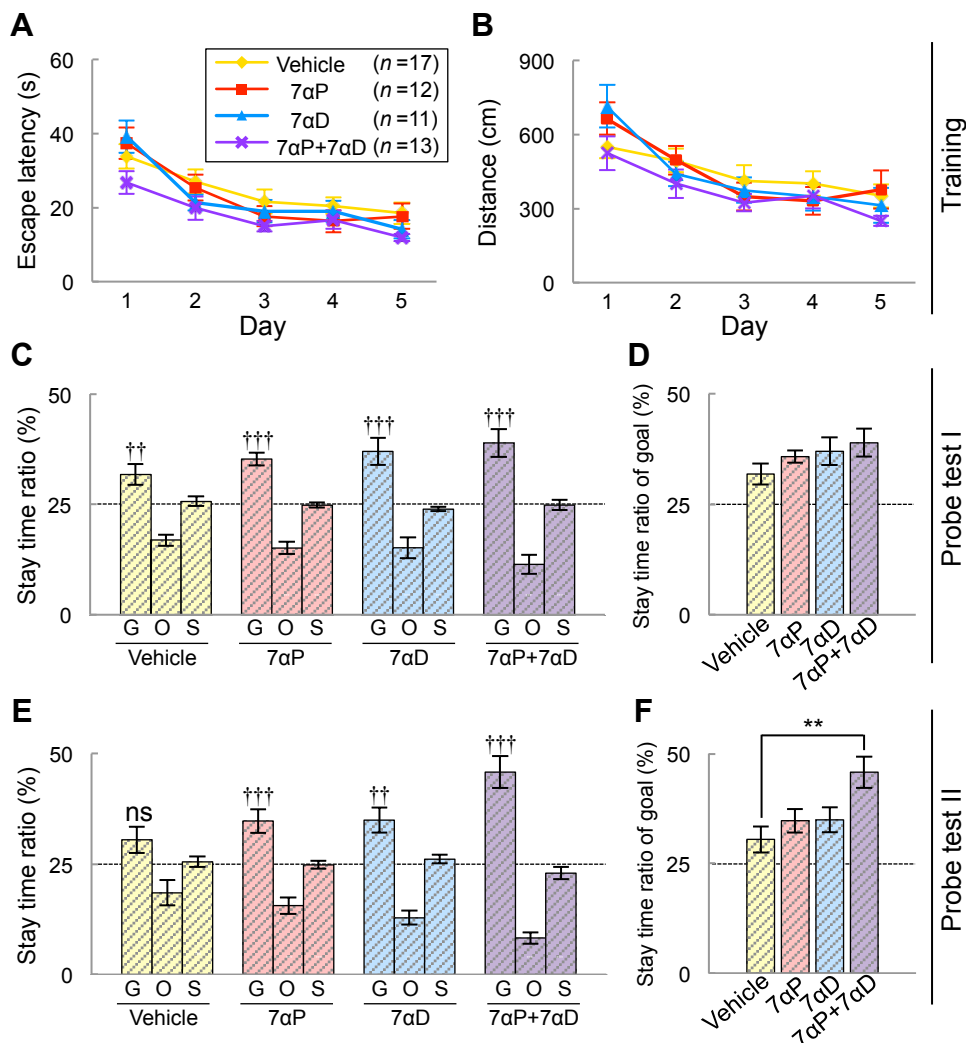 A
Escape latency (s)
60
40
20
0
1 2 3 4 5
Day
Vehicle (n=17)
7αP (n=12)
7αD (n=11)
7αP+7αD (n=13)
B
Distance (cm)
900
600
300
0
1 2 3 4 5
Day
Training
C
Stay time ratio (%)
50
25
0
†† ††† ††† †††
G O S G O S G O S G O S
Vehicle 7αP 7αD 7αP+7αD
D
Stay time ratio of goal (%)
50
25
0
Vehicle 7αP 7αD 7αP+7αD
Probe test I
E
Stay time ratio (%)
50
25
0
ns ††† †† †††
G O S G O S G O S G O S
Vehicle 7αP 7αD 7αP+7αD
F
Stay time ratio of goal (%)
50
25
0
**
Vehicle 7αP 7αD 7αP+7αD
Probe test II